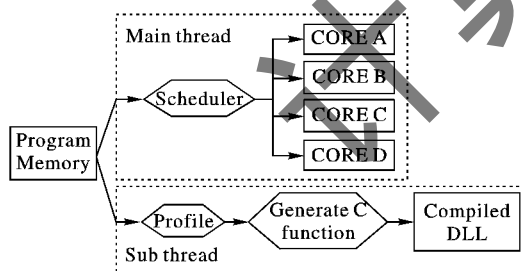 Main thread
CORE A
CORE B
Scheduler
CORE C
CORE D
Program
Memory
Profile
Generate C
function
Compiled
DLL
Sub thread